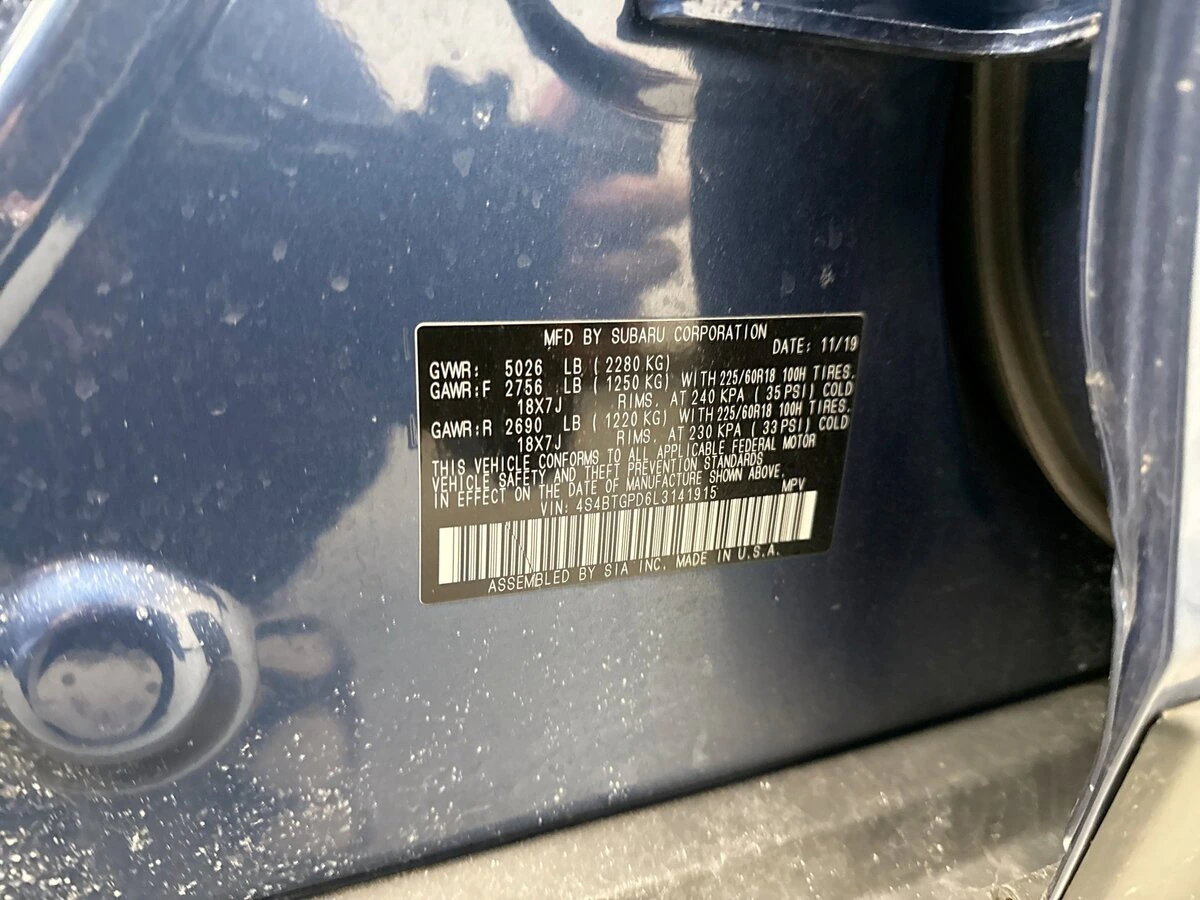 MFD BY SUBARU CORPORATION DATE: 11/19
GVWR: 5026 LB ( 2280 KG)
GAWR:F 2756 LB ( 1250 KG) WITH 225/60R18 100H TIRES.
18X7J RIMS. AT 240 KPA ( 35 PSI) COLD
GAWR:R 2690 LB ( 1220 KG) WITH 225/60R18 100H TIRES.
18X7J RIMS. AT 230 KPA ( 33 PSI) COLD
THIS VEHICLE CONFORMS TO ALL APPLICABLE FEDERAL MOTOR
VEHICLE SAFETY AND THEFT PREVENTION STANDARDS
IN EFFECT ON THE DATE OF MANUFACTURE SHOWN ABOVE.
VIN: 4S4BTGPD6L3141915 MPV
ASSEMBLED BY SIA INC. MADE IN U.S.A.